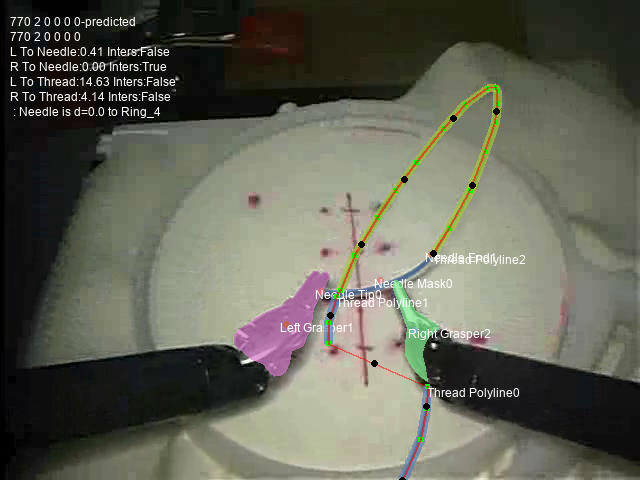 770 2 0 0 0 0-predicted
770 2 0 0 0 0
L To Needle:0.41 Inters:False
R To Needle:0.00 Inters:True
L To Thread:14.63 Inters:False
R To Thread:4.14 Inters:False
: Needle is d=0.0 to Ring_4
Needle End1
Thread Polyline2
Needle Mask0
Needle Tip0
Thread Polyline1
Left Grasper1
Right Grasper2
Thread Polyline0